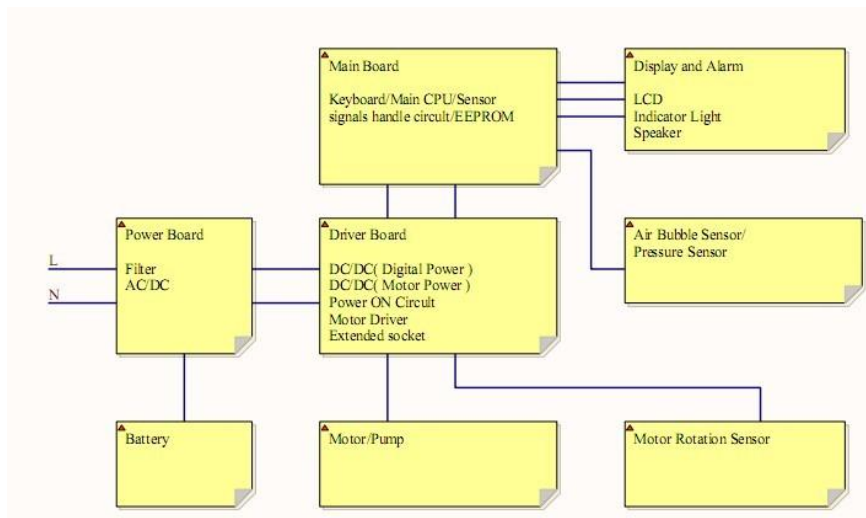 Main Board
Keyboard/Main CPU/Sensor
signals handle circuit/EEPROM
Display and Alarm
LCD
Indicator Light
Speaker
L
N
Power Board
Filter
AC/DC
Driver Board
DC/DC( Digital Power )
DC/DC( Motor Power )
Power ON Circuit
Motor Driver
Extended socket
Air Bubble Sensor/
Pressure Sensor
Battery
Motor/Pump
Motor Rotation Sensor